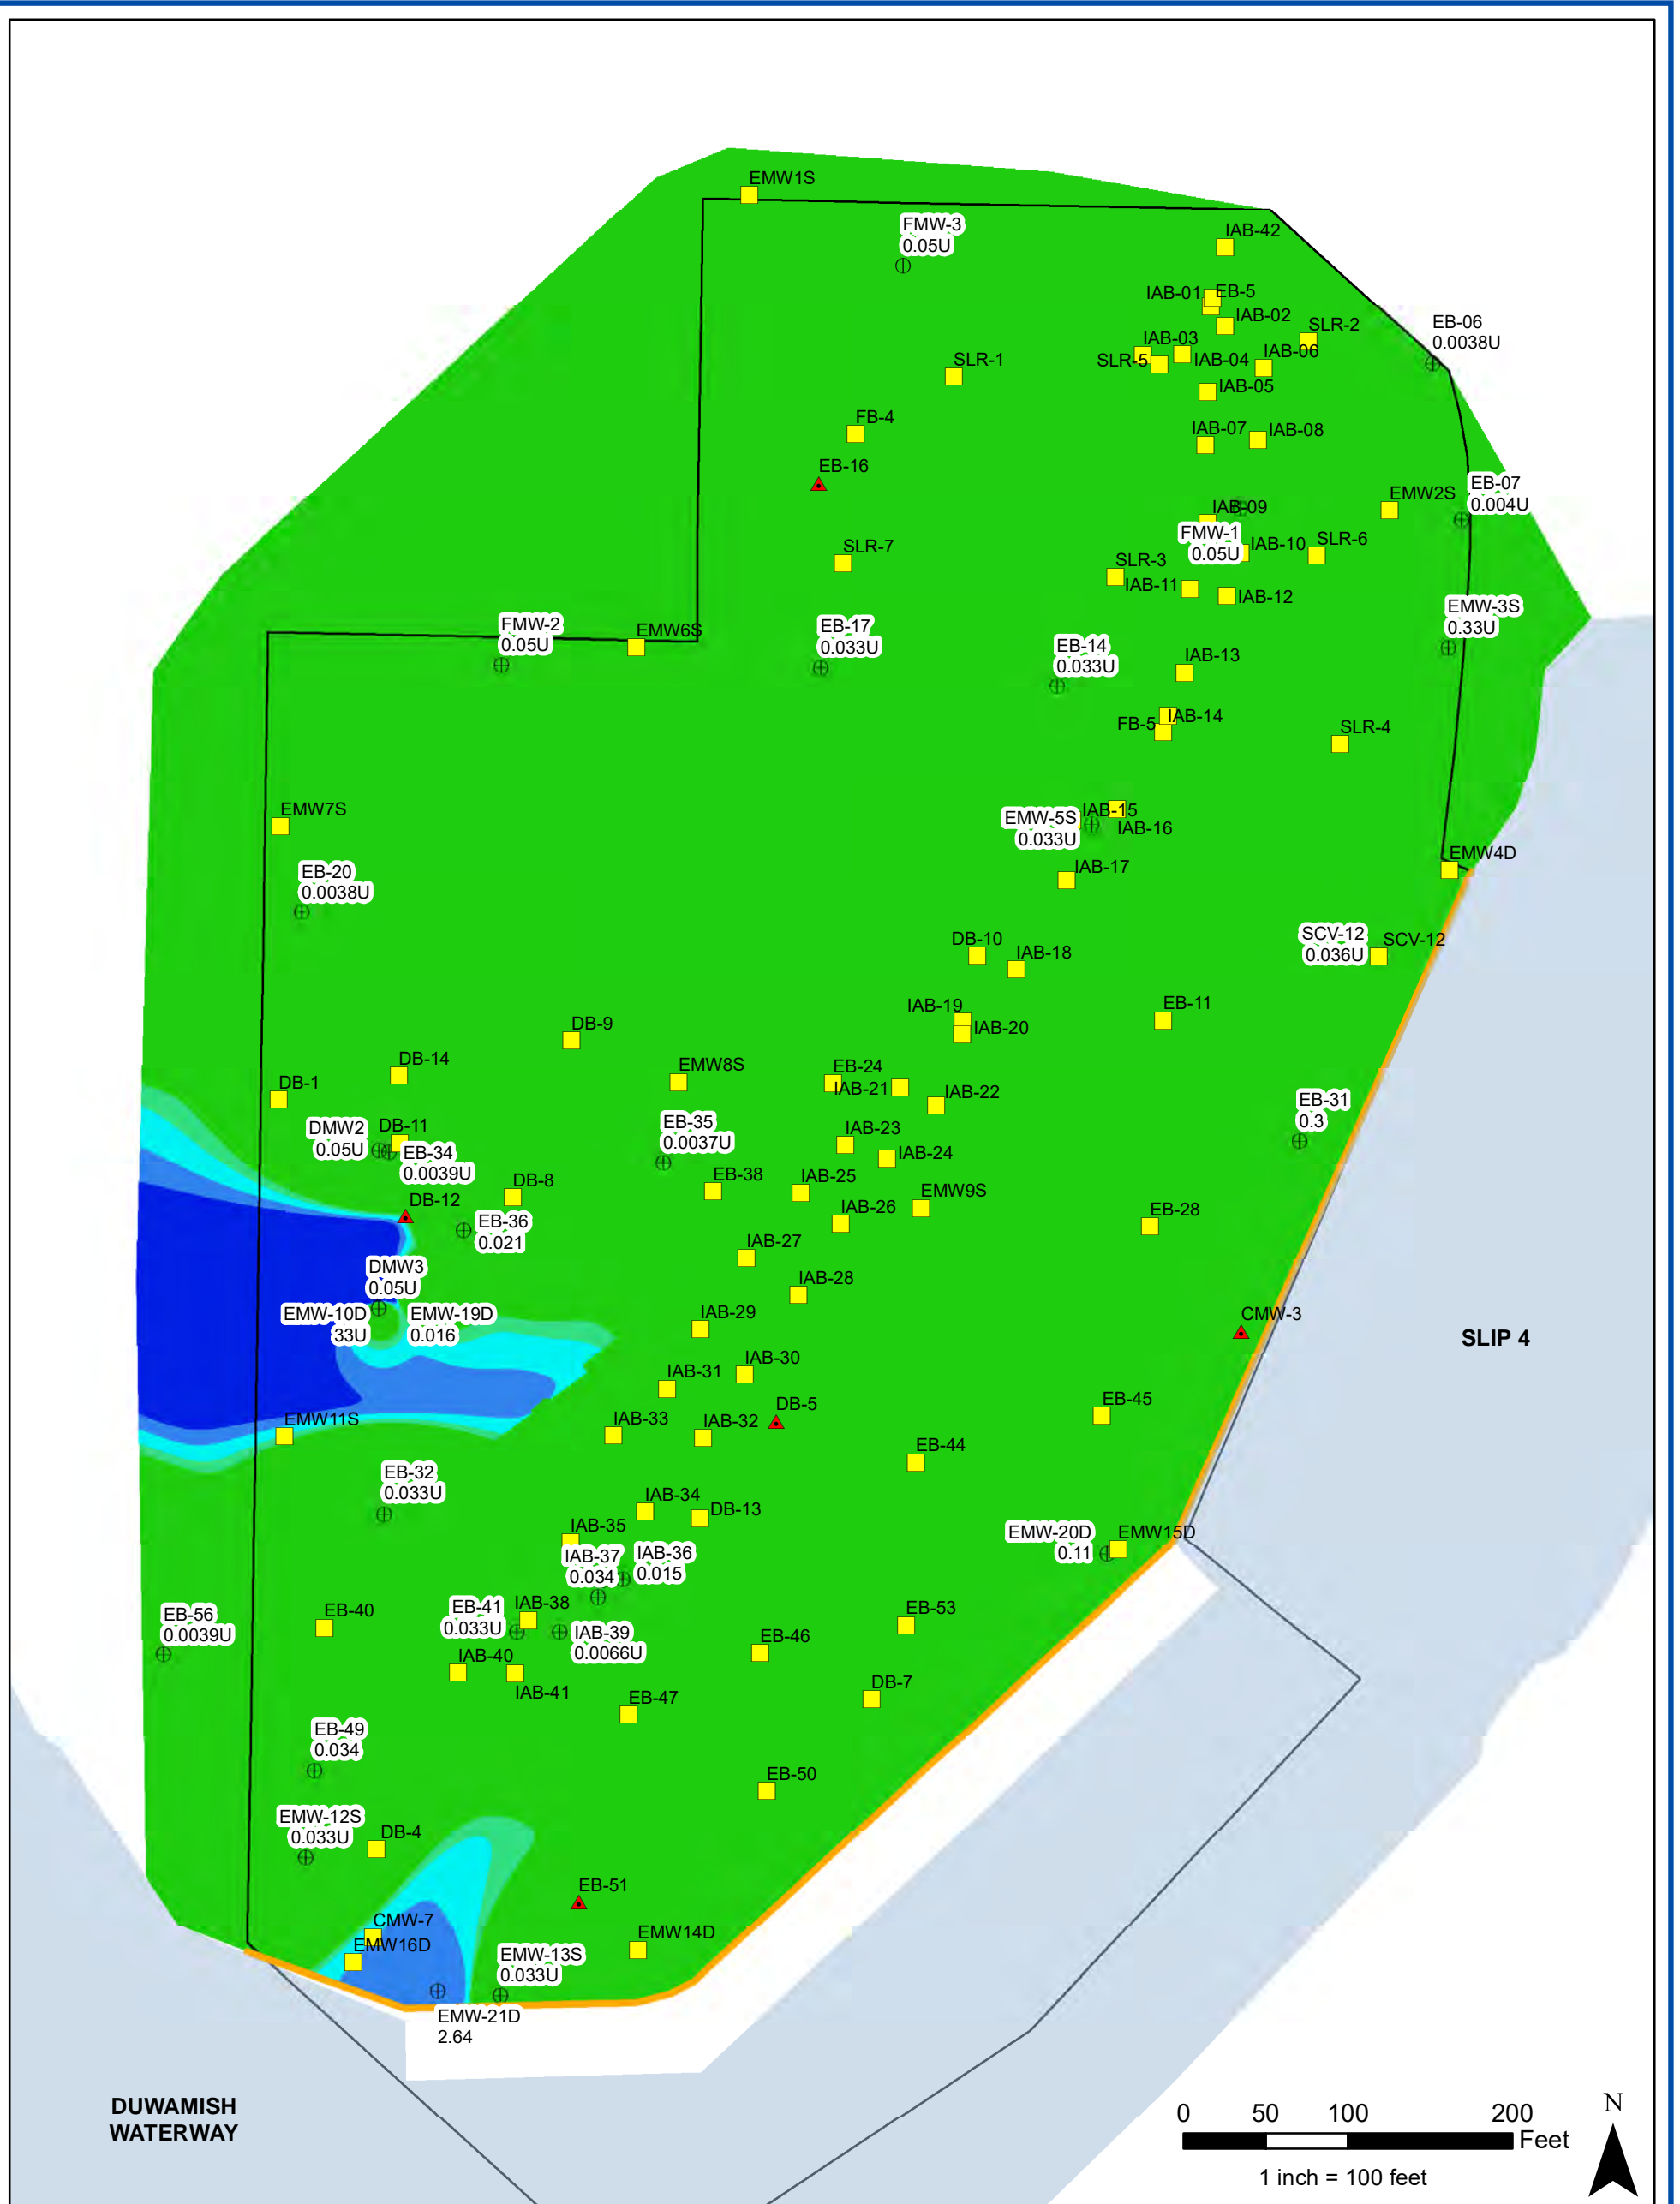 EMW1S
FMW-3
0.05U
IAB-42
IAB-01
EB-5
IAB-02
SLR-2
EB-06
0.0038U
IAB-03
SLR-5
IAB-04
IAB-06
SLR-1
IAB-05
FB-4
IAB-07
IAB-08
EB-16
EMW2S
EB-07
0.004U
IAB-09
FMW-1
0.05U
IAB-10
SLR-6
SLR-7
SLR-3
IAB-11
IAB-12
FMW-2
0.05U
EMW6S
EB-17
0.033U
EB-14
0.033U
EMW-3S
0.33U
IAB-13
FB-5
IAB-14
SLR-4
EMW7S
EMW-5S
0.033U
IAB-15
IAB-16
EMW4D
IAB-17
EB-20
0.0038U
DB-10
IAB-18
SCV-12
0.036U
SCV-12
IAB-19
IAB-20
EB-11
DB-9
DB-14
EMW8S
EB-24
DB-1
IAB-21
IAB-22
EB-31
0.3
DMW2
0.05U
DB-11
EB-34
0.0039U
EB-35
0.0037U
IAB-23
IAB-24
DB-8
EB-38
IAB-25
EMW9S
DB-12
EB-36
0.021
IAB-26
EB-28
IAB-27
DMW3
0.05U
IAB-28
EMW-10D
33U
EMW-19D
0.016
IAB-29
CMW-3
SLIP 4
IAB-30
IAB-31
DB-5
EMW11S
IAB-33
IAB-32
EB-45
EB-44
EB-32
0.033U
IAB-34
DB-13
IAB-35
EMW-20D
0.11
EMW15D
IAB-37
0.034
IAB-36
0.015
EB-56
0.0039U
EB-40
EB-41
0.033U
IAB-38
IAB-39
0.0066U
EB-53
EB-46
IAB-40
IAB-41
DB-7
EB-47
EB-49
0.034
EB-50
EMW-12S
0.033U
DB-4
EB-51
CMW-7
EMW16D
EMW14D
EMW-13S
0.033U
EMW-21D
2.64
DUWAMISH
WATERWAY
0 50 100 200
Feet
1 inch = 100 feet
N